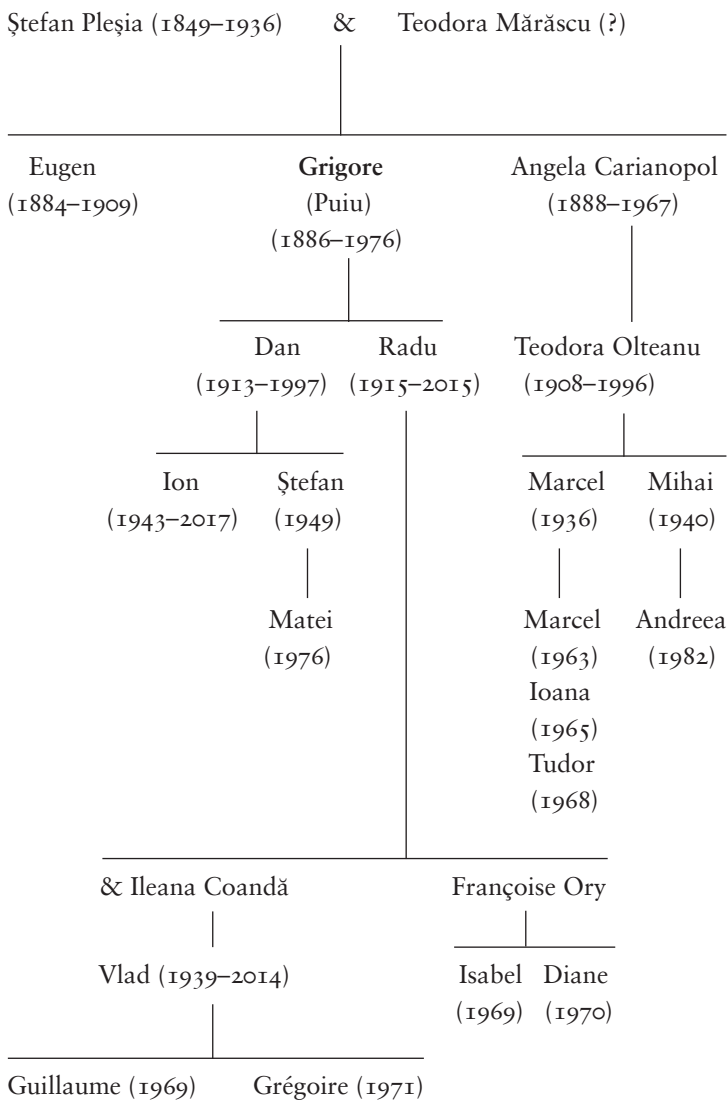 Ștefan Pleșia (1849–1936) & Teodora Mărăscu (?)
Eugen Grigore Angela Carianopol
(1884–1909) (Puiu) (1888–1967)
(1886–1976)
Dan Radu Teodora Olteanu
(1913–1997) (1915–2015) (1908–1996)
Ion Ștefan Marcel Mihai
(1943–2017) (1949) (1936) (1940)
Matei Marcel Andreea
(1976) (1963) (1982)
Ioana
(1965)
Tudor
(1968)
& Ileana Coandă Françoise Ory
Vlad (1939–2014) Isabel Diane
(1969) (1970)
Guillaume (1969) Grégoire (1971)